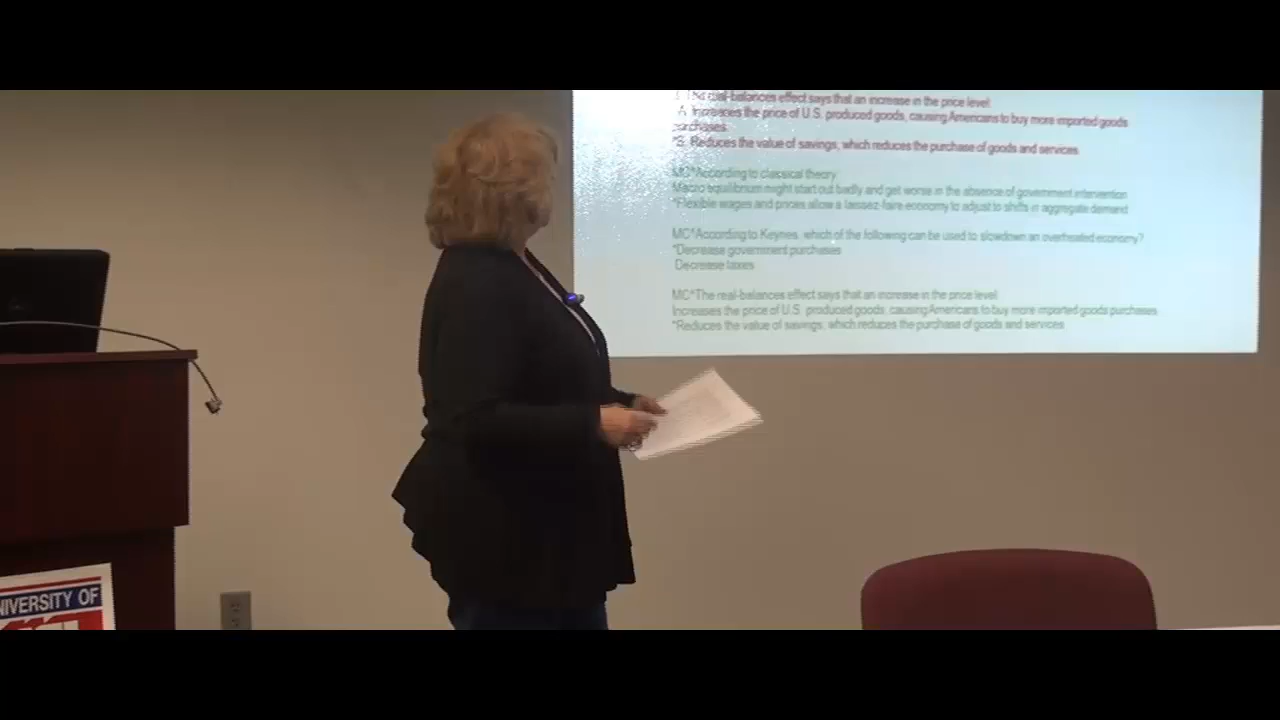 The real-balances effect says that an increase in the price level:
A. Increases the price of U.S. produced goods, causing Americans to buy more imported goods
purchases.
*B. Reduces the value of savings, which reduces the purchase of goods and services
MC^According to classical theory
Macro equilibrium might start out badly and get worse in the absence of government intervention
*Flexible wages and prices allow a laissez-faire economy to adjust to shifts in aggregate demand
MC^According to Keynes, which of the following can be used to slowdown an overheated economy?
*Decrease government purchases
Decrease taxes
MC^The real-balances effect says that an increase in the price level:
Increases the price of U.S. produced goods, causing Americans to buy more imported goods purchases
*Reduces the value of savings, which reduces the purchase of goods and services
NIVERSITY OF